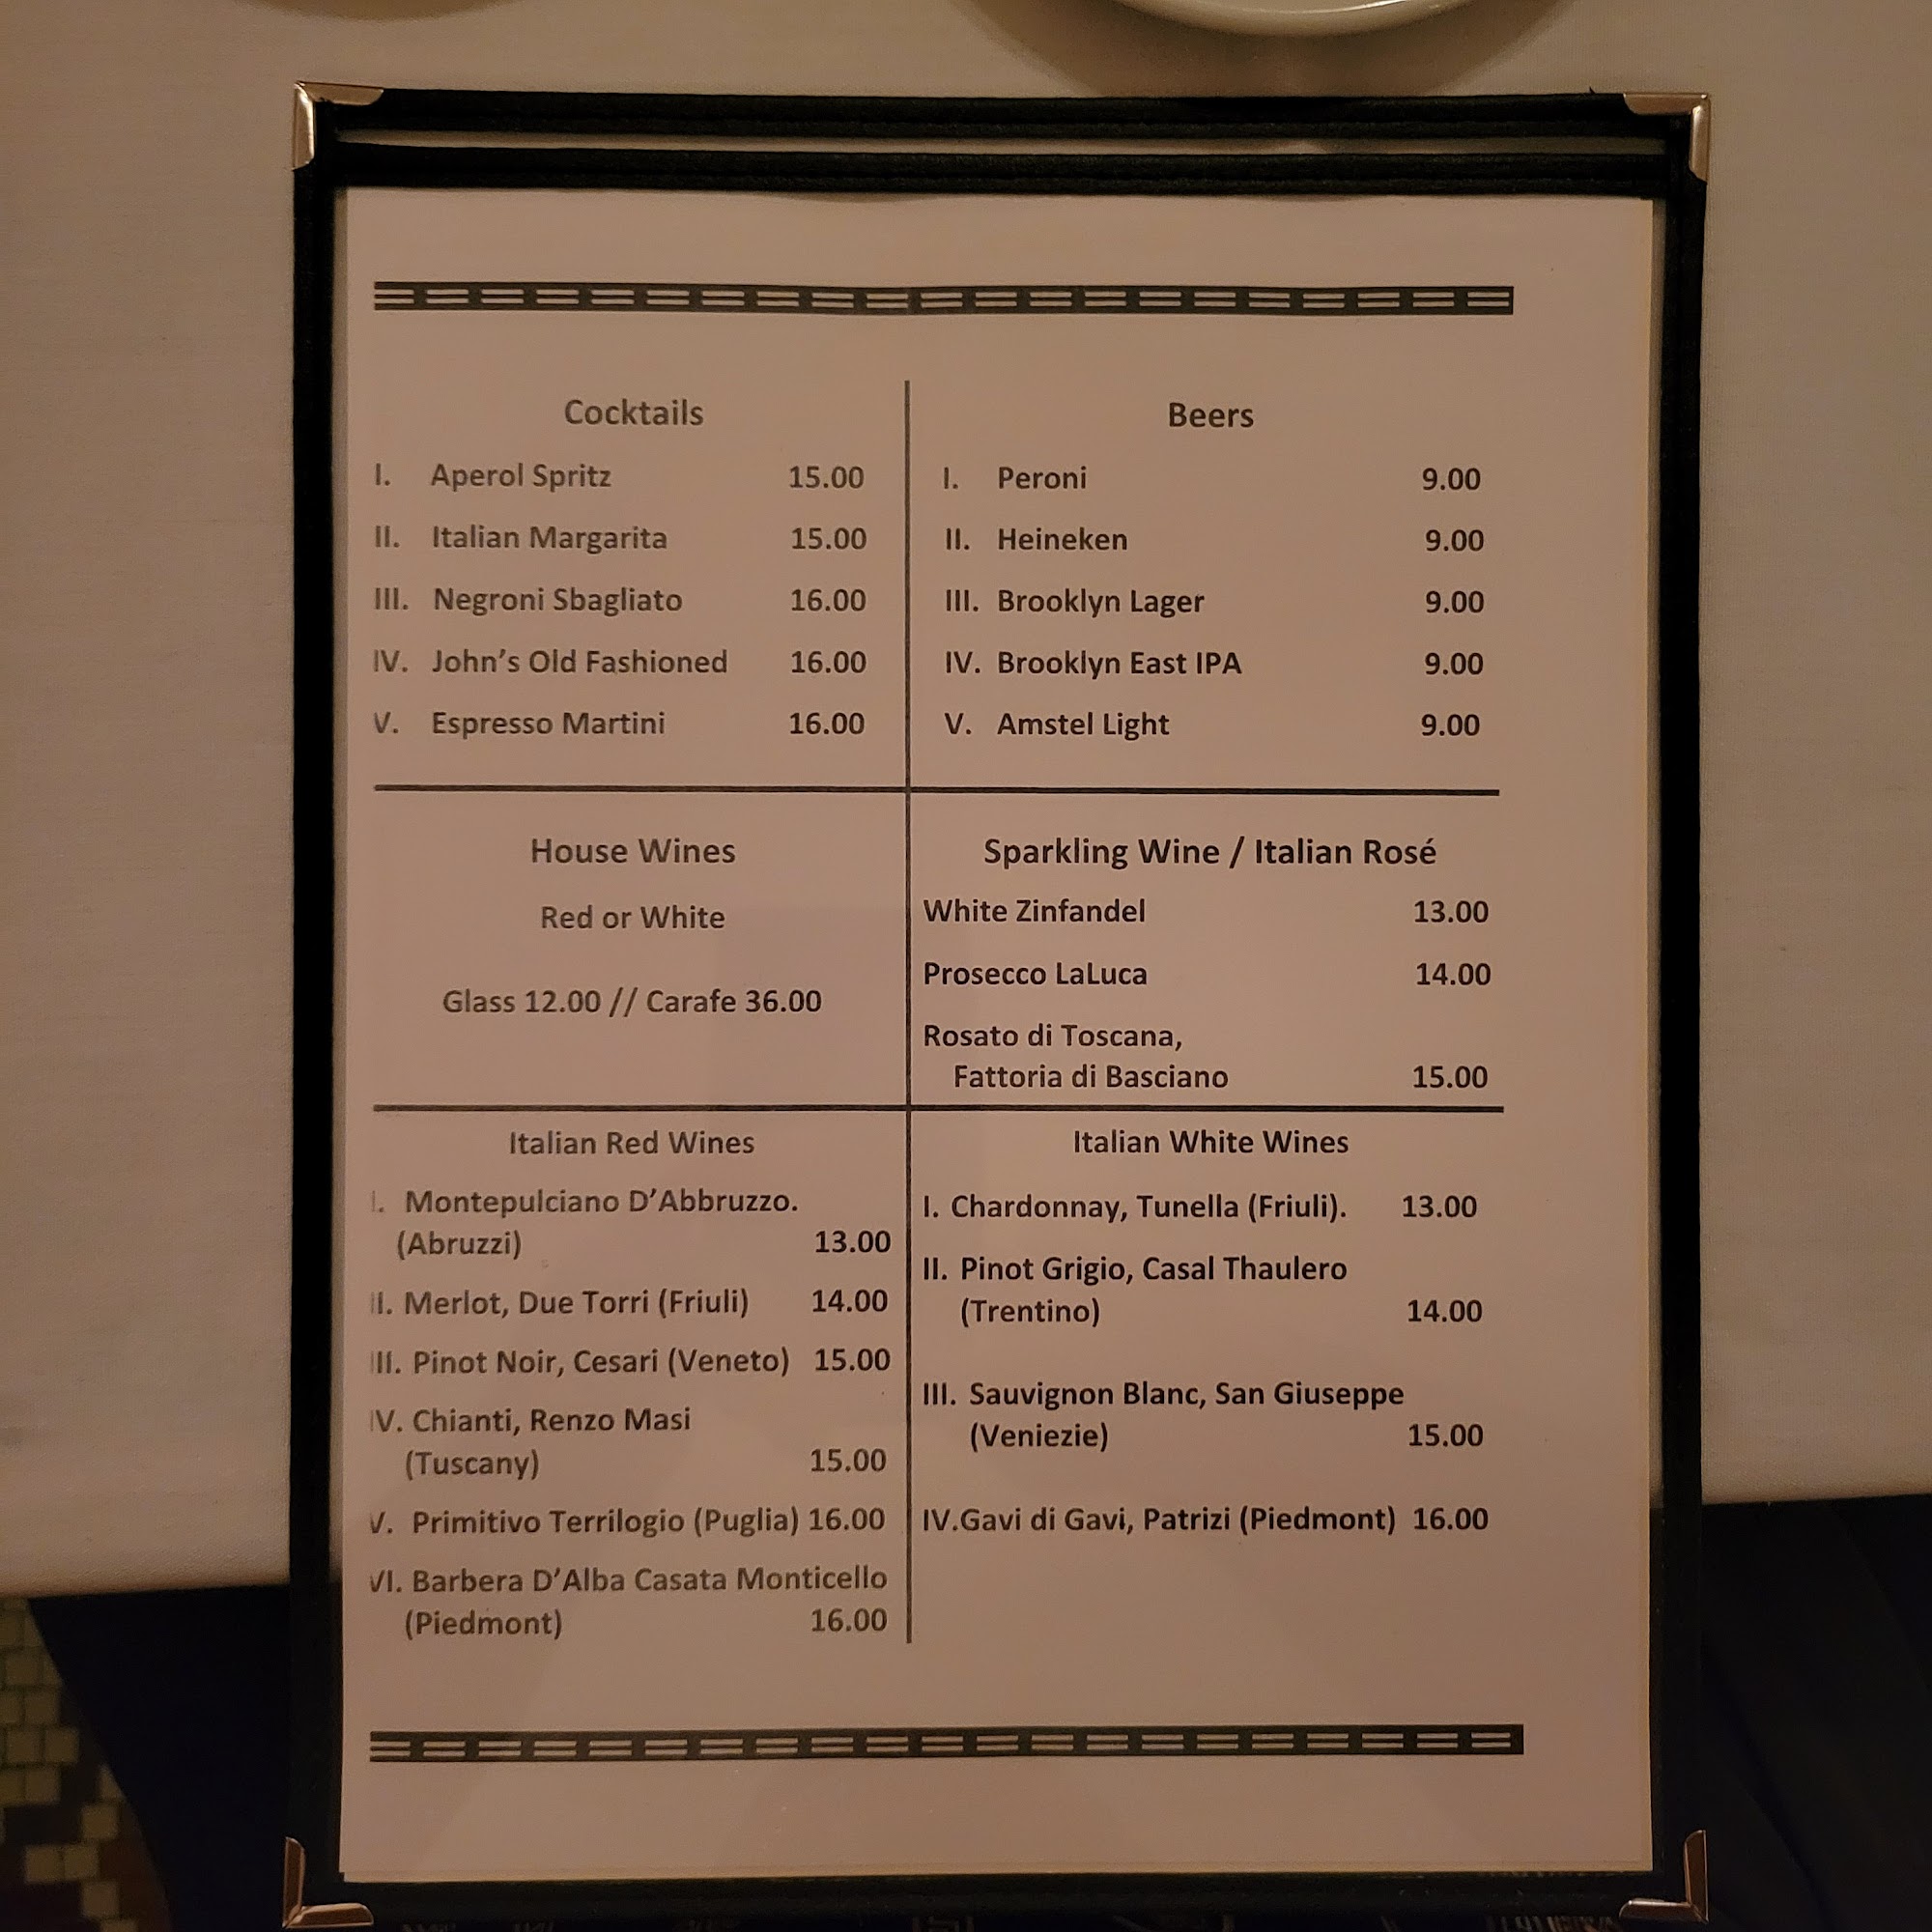 Cocktails
I. Aperol Spritz 15.00
II. Italian Margarita 15.00
III. Negroni Sbagliato 16.00
IV. John's Old Fashioned 16.00
V. Espresso Martini 16.00
Beers
I. Peroni 9.00
II. Heineken 9.00
III. Brooklyn Lager 9.00
IV. Brooklyn East IPA 9.00
V. Amstel Light 9.00
House Wines
Red or White
Glass 12.00 // Carafe 36.00
Sparkling Wine / Italian Rosé
White Zinfandel 13.00
Prosecco LaLuca 14.00
Rosato di Toscana,
Fattoria di Basciano 15.00
Italian Red Wines
I. Montepulciano D'Abbruzzo.
(Abruzzi) 13.00
II. Merlot, Due Torri (Friuli) 14.00
III. Pinot Noir, Cesari (Veneto) 15.00
IV. Chianti, Renzo Masi
(Tuscany) 15.00
V. Primitivo Terrilogio (Puglia) 16.00
VI. Barbera D'Alba Casata Monticello
(Piedmont) 16.00
Italian White Wines
I. Chardonnay, Tunella (Friuli). 13.00
II. Pinot Grigio, Casal Thaulero
(Trentino) 14.00
III. Sauvignon Blanc, San Giuseppe
(Veniezie) 15.00
IV.Gavi di Gavi, Patrizi (Piedmont) 16.00